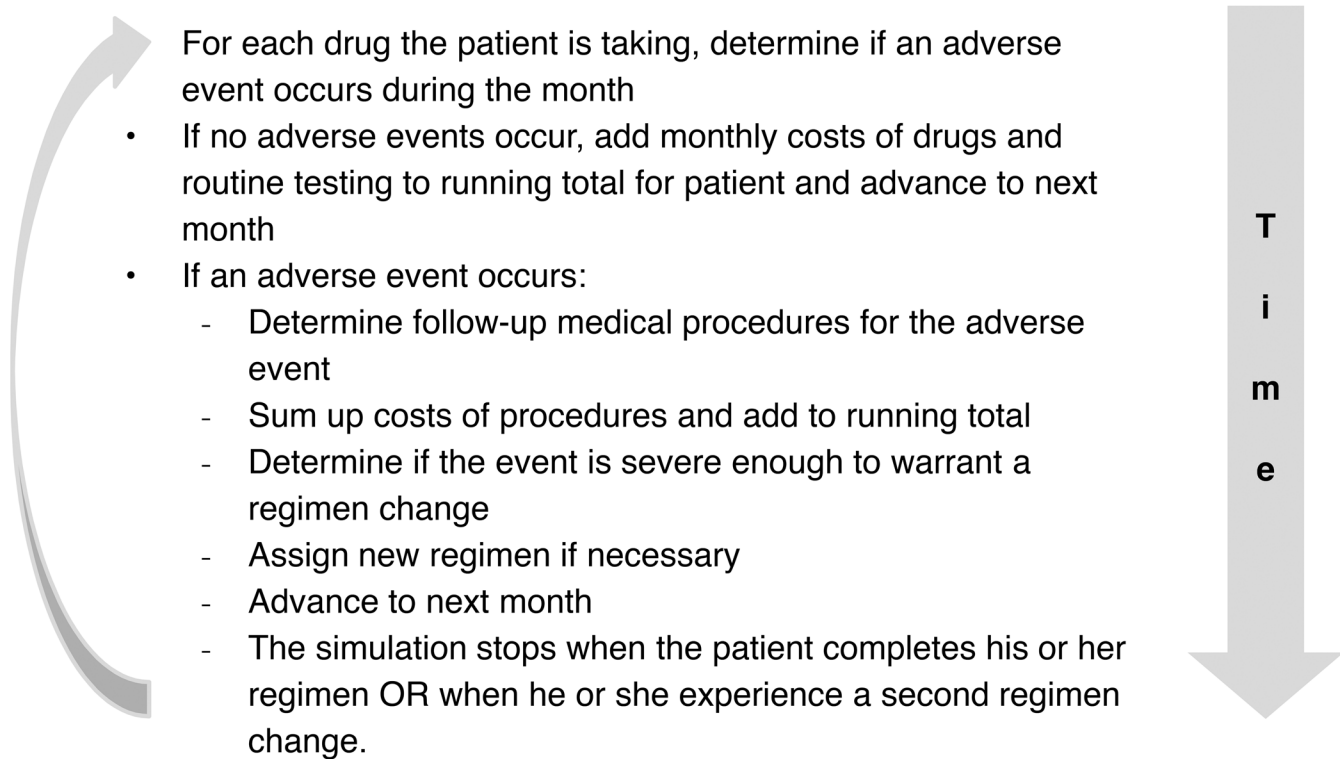 For each drug the patient is taking, determine if an adverse
event occurs during the month
• If no adverse events occur, add monthly costs of drugs and
routine testing to running total for patient and advance to next
month
• If an adverse event occurs:
- Determine follow-up medical procedures for the adverse
event
- Sum up costs of procedures and add to running total
- Determine if the event is severe enough to warrant a
regimen change
- Assign new regimen if necessary
- Advance to next month
- The simulation stops when the patient completes his or her
regimen OR when he or she experience a second regimen
change.
T
i
m
e